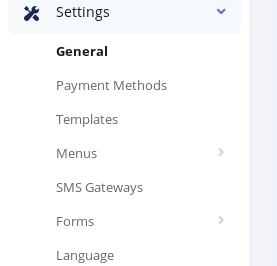 Settings
General
Payment Methods
Templates
Menus
SMS Gateways
Forms
Language